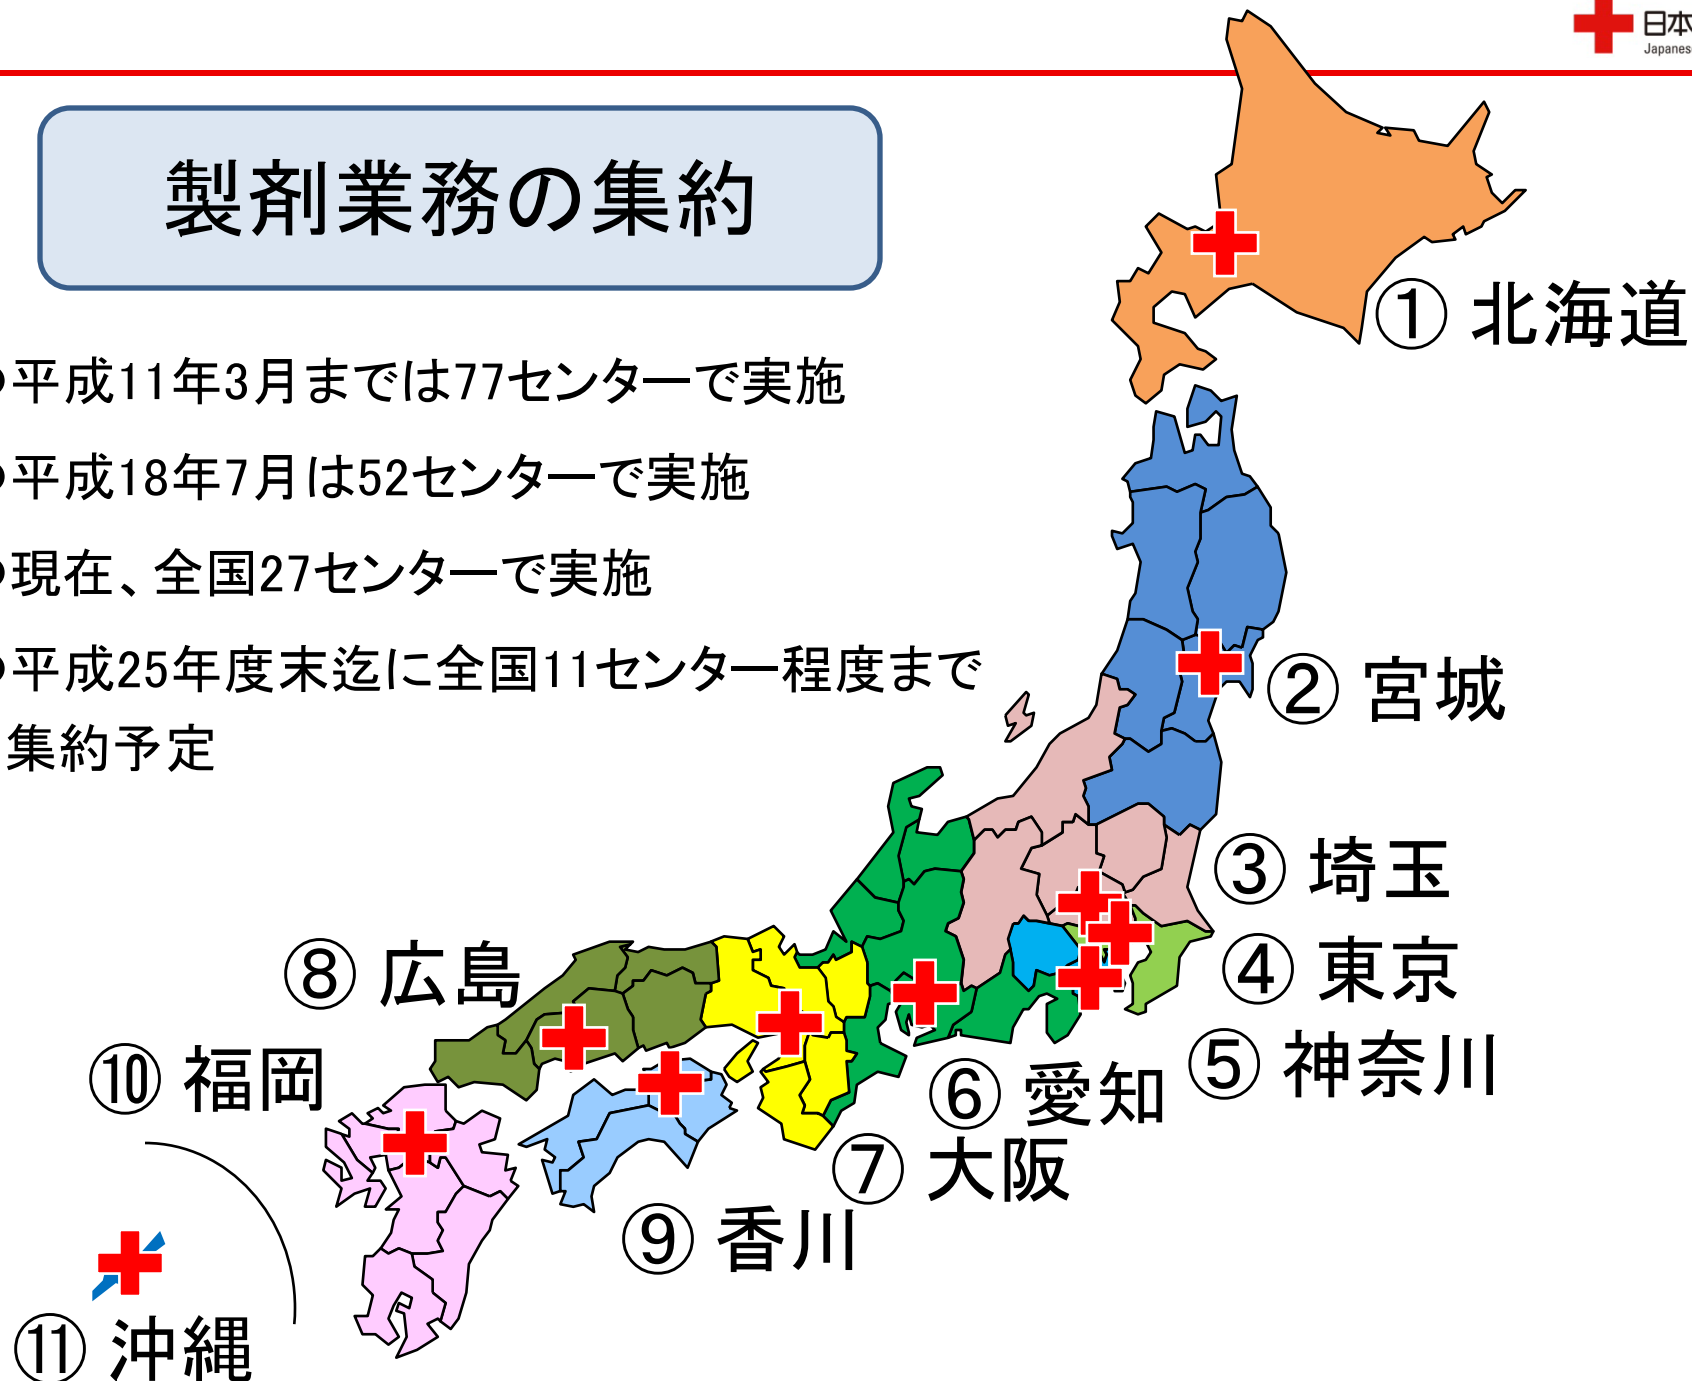 日本
Japanes
製剤業務の集約
平成11年3月までは77センターで実施
平成18年7月は52センターで実施
現在、全国27センターで実施
平成25年度末迄に全国11センター程度まで
集約予定
① 北海道
② 宮城
③ 埼玉
④ 東京
⑤ 神奈川
⑥ 愛知
⑦ 大阪
⑧ 広島
⑨ 香川
⑩ 福岡
⑪ 沖縄